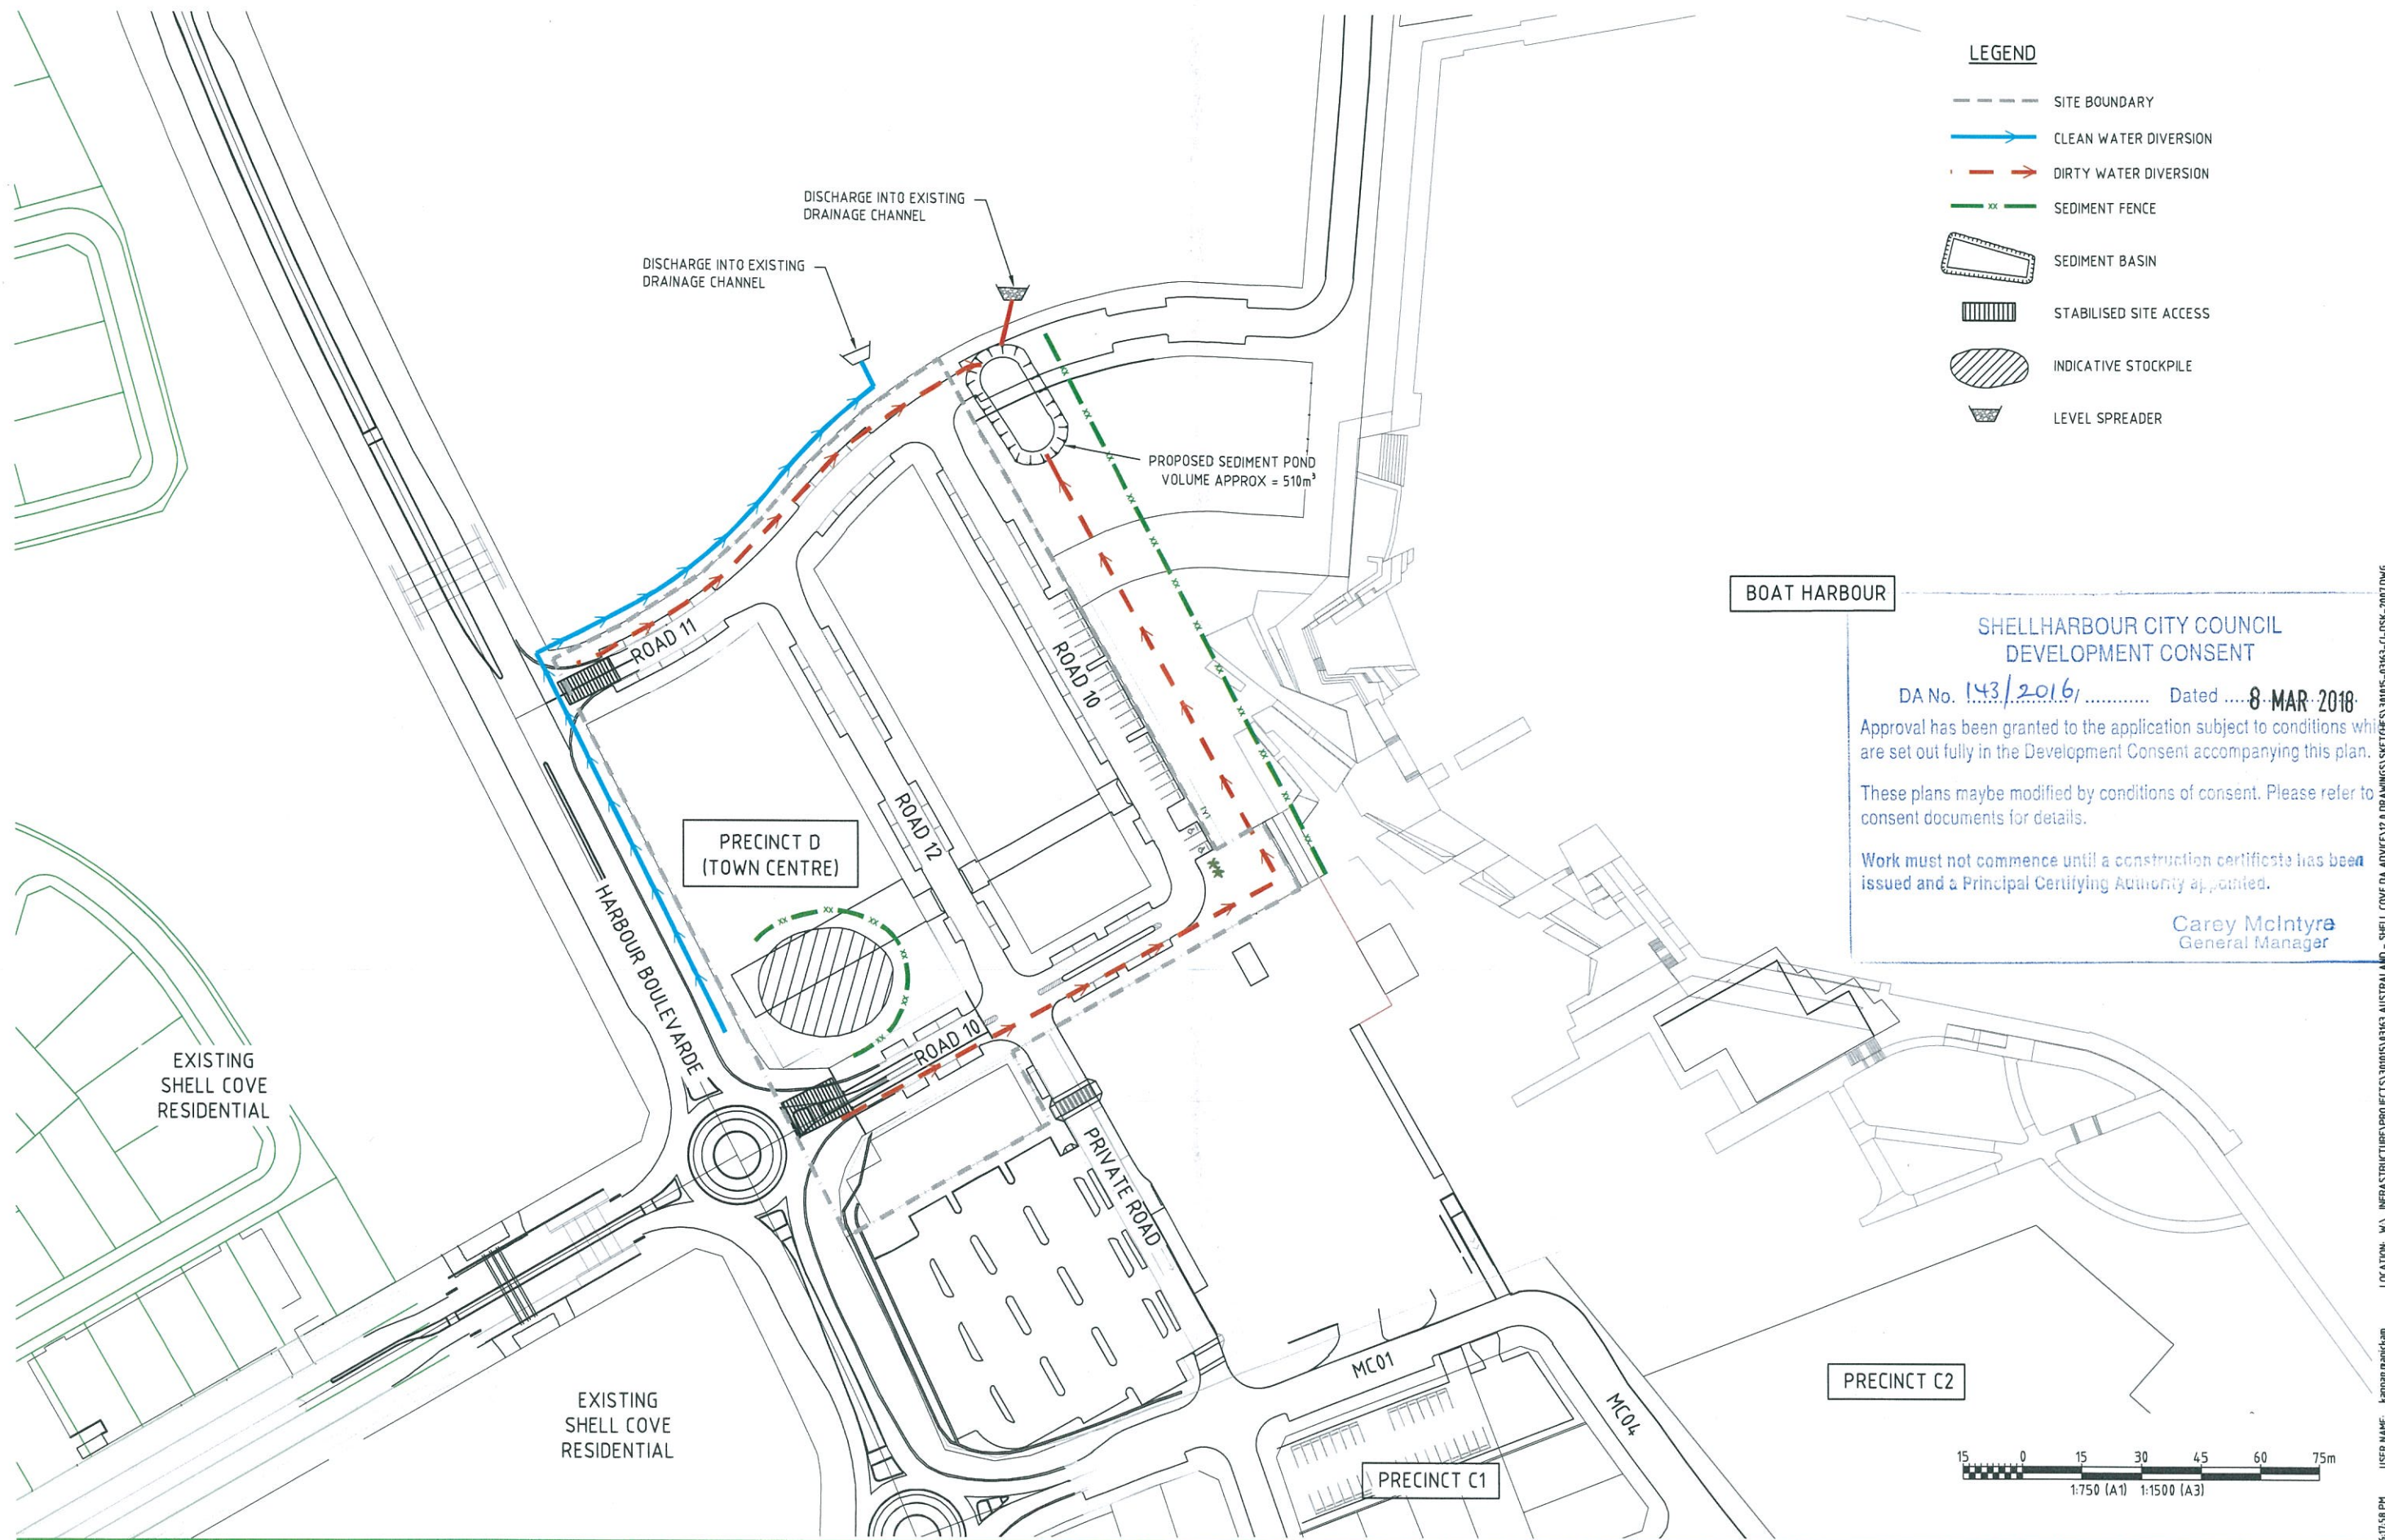 LEGEND
SITE BOUNDARY
CLEAN WATER DIVERSION
DIRTY WATER DIVERSION
XX
SEDIMENT FENCE
SEDIMENT BASIN
STABILISED SITE ACCESS
INDICATIVE STOCKPILE
LEVEL SPREADER
DISCHARGE INTO EXISTING
DRAINAGE CHANNEL
DISCHARGE INTO EXISTING
DRAINAGE CHANNEL
PROPOSED SEDIMENT POND
VOLUME APPROX = 510m³
ROAD 11
ROAD 10
ROAD 12
PRECINCT D
(TOWN CENTRE)
HARBOUR BOULEVARDE
ROAD 10
PRIVATE ROAD
EXISTING
SHELL COVE
RESIDENTIAL
EXISTING
SHELL COVE
RESIDENTIAL
MC01
MC04
PRECINCT C1
PRECINCT C2
BOAT HARBOUR
SHELLHARBOUR CITY COUNCIL
DEVELOPMENT CONSENT
DA No. 143/2016 Dated 8 MAR 2018
Approval has been granted to the application subject to conditions whi
are set out fully in the Development Consent accompanying this plan.
These plans maybe modified by conditions of consent. Please refer to
consent documents for details.
Work must not commence until a construction certificate has been
issued and a Principal Certifying Authority appointed.
Carey McIntyre
General Manager
15 0 15 30 45 60 75m
1:750 (A1) 1:1500 (A3)